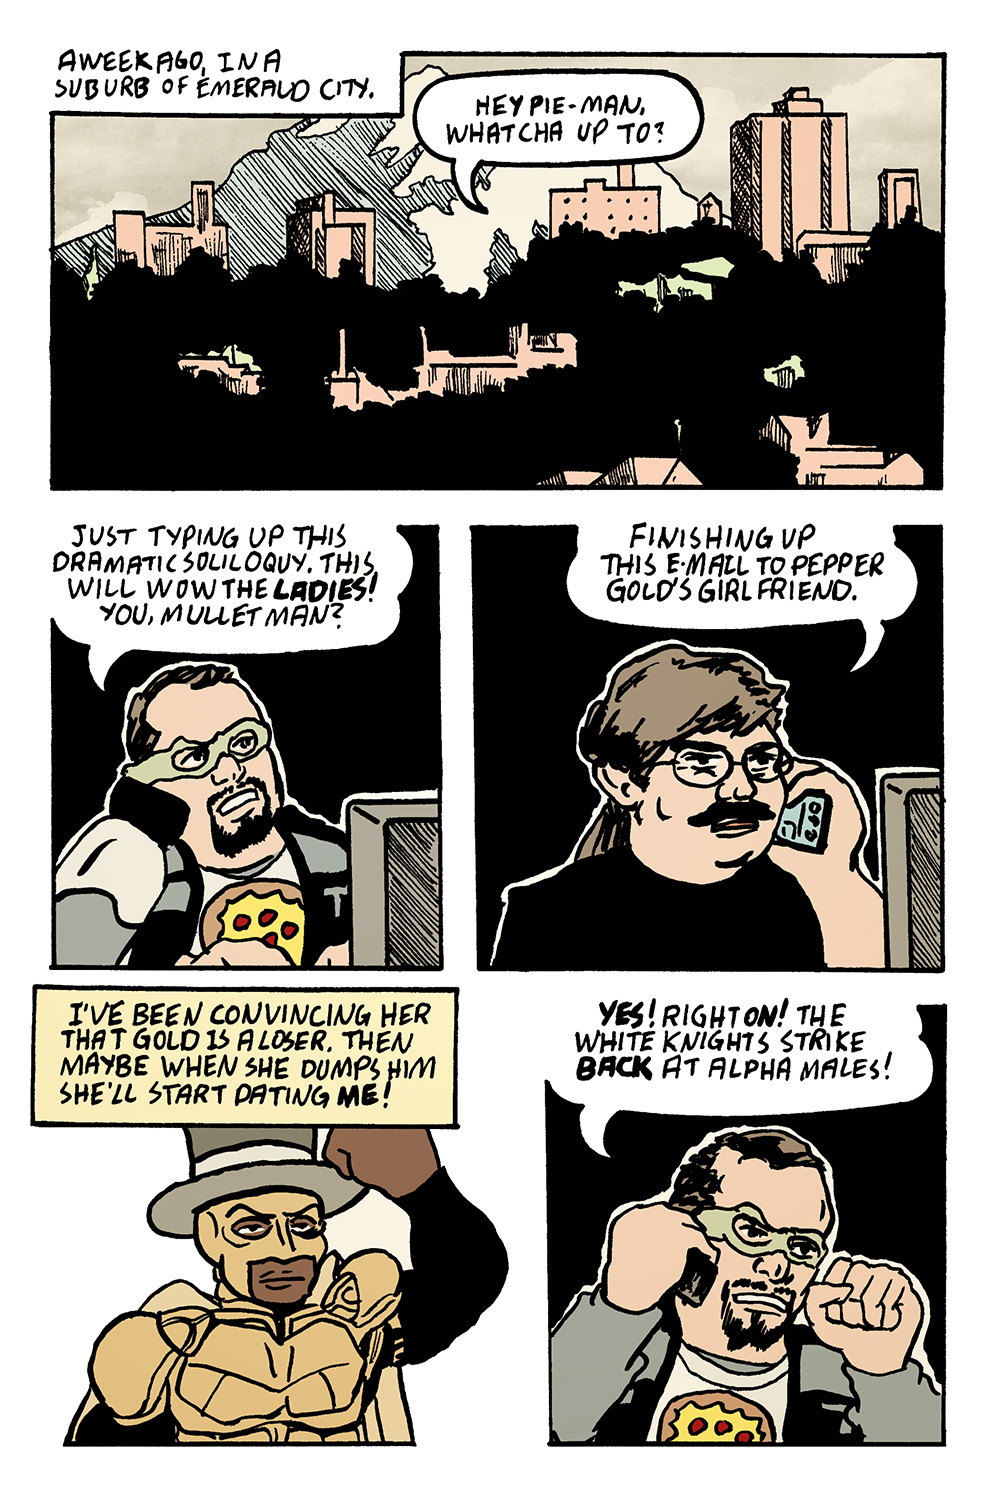 A WEEK AGO, IN A
SUBURB OF EMERALD CITY.
HEY PIE-MAN,
WHATCHA UP TO?
JUST TYPING UP THIS
DRAMATIC SOLILOQUY. THIS
WILL WOW THE LADIES!
YOU, MULLET MAN?
FINISHING UP
THIS E-MAIL TO PEPPER
GOLD'S GIRLFRIEND.
I'VE BEEN CONVINCING HER
THAT GOLD IS A LOSER. THEN
MAYBE WHEN SHE DUMPS HIM
SHE'LL START DATING ME!
YES! RIGHT ON! THE
WHITE KNIGHTS STRIKE
BACK AT ALPHA MALES!
T